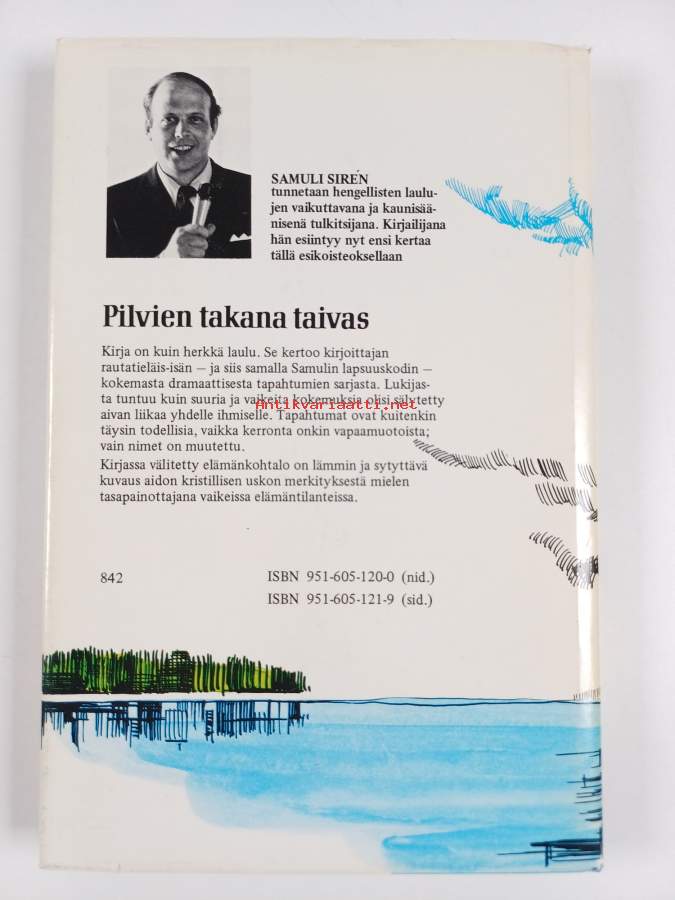 SAMULI SIRÉN
tunnetaan hengellisten laulu-
jen vaikuttavana ja kaunisää-
nisenä tulkitsijana. Kirjailijana
hän esiintyy nyt ensi kertaa
tällä esikoisteoksellaan
Pilvien takana taivas
Kirja on kuin herkkä laulu. Se kertoo kirjoittajan
rautatieläis-isän — ja siis samalla Samulin lapsuuskodin —
kokemasta dramaattisesta tapahtumien sarjasta. Lukijas-
ta tuntuu kuin suuria ja vaikeita kokemuksia olisi sälytetty
Antikvariaatti.net
aivan liikaa yhdelle ihmiselle. Tapahtumat ovat kuitenkin
täysin todellisia, vaikka kerronta onkin vapaamuotoista;
vain nimet on muutettu.
Kirjassa välitetty elämänkohtalo on lämmin ja sytyttävä
kuvaus aidon kristillisen uskon merkityksestä mielen
tasapainottajana vaikeissa elämäntilanteissa.
842 ISBN 951-605-120-0 (nid.)
ISBN 951-605-121-9 (sid.)